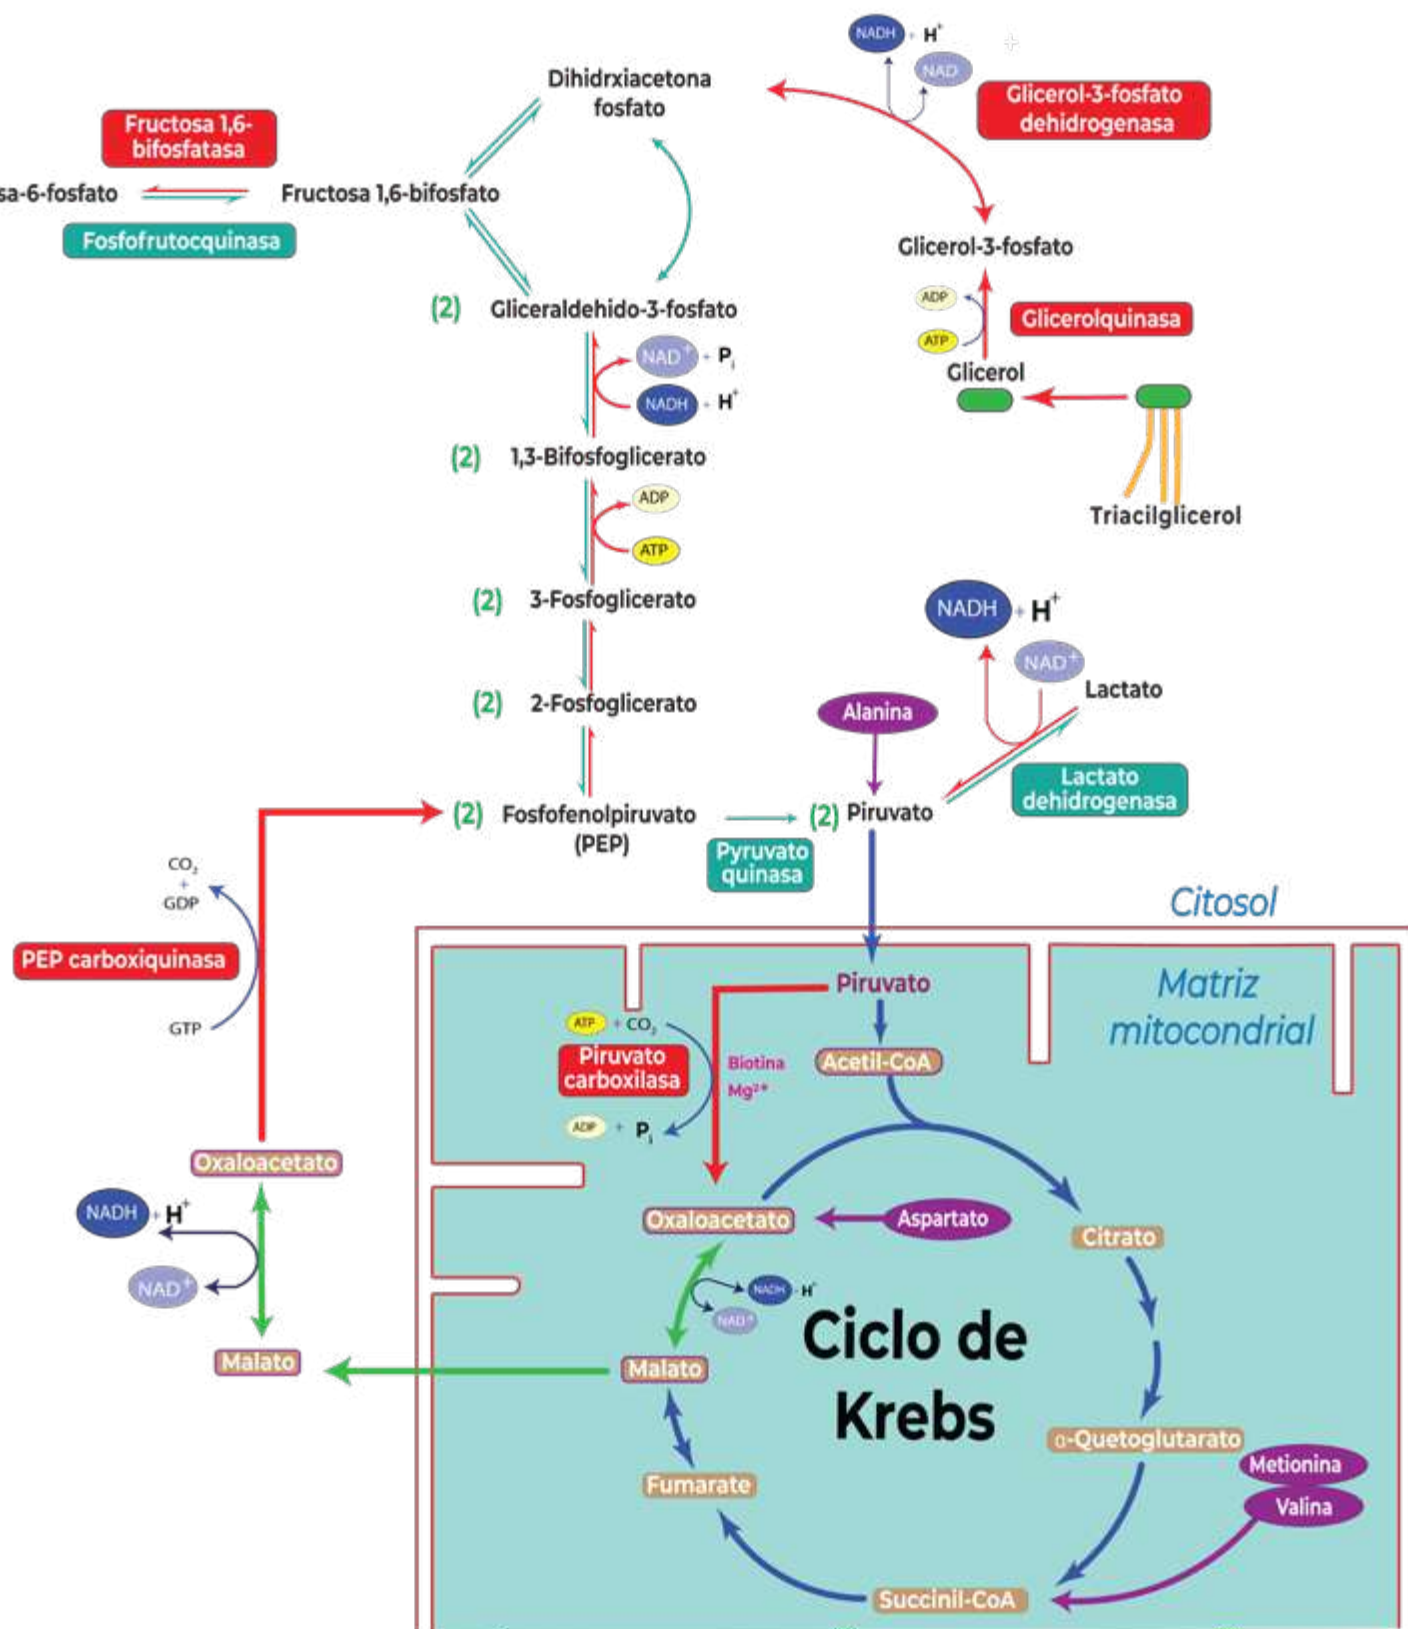 NADH + H+
NAD
Dihidrxiacetona
fosfato
Glicerol-3-fosfato
dehidrogenasa
Fructosa 1,6-
bifosfatasa
sa-6-fosfato
Fructosa 1,6-bifosfato
Fosfofrutocquinasa
Glicerol-3-fosfato
(2) Gliceraldehido-3-fosfato
ADP
Glicerolquinasa
ATP
NAD+ + Pi
Glicerol
NADH + H+
(2) 1,3-Bifosfoglicerato
ADP
Triacilglicerol
ATP
(2) 3-Fosfoglicerato
NADH + H+
NAD+
Lactato
(2) 2-Fosfoglicerato
Alanina
Lactato
dehidrogenasa
(2) Fosfofenolpiruvato
(PEP)
(2) Piruvato
Pyruvato
quinasa
CO2
+
GDP
PEP carboxiquinasa
GTP
Citosol
Matriz
mitocondrial
Piruvato
ATP + CO2
Piruvato
carboxilasa
Biotina
Mg2+
Acetil-CoA
ADP + Pi
Oxaloacetato
NADH + H+
NAD+
Malato
Oxaloacetato
Aspartato
Citrato
NADH + H+
NAD+
Ciclo de
Krebs
Malato
α-Quetoglutarato
Metionina
Valina
Fumarate
Succinil-CoA